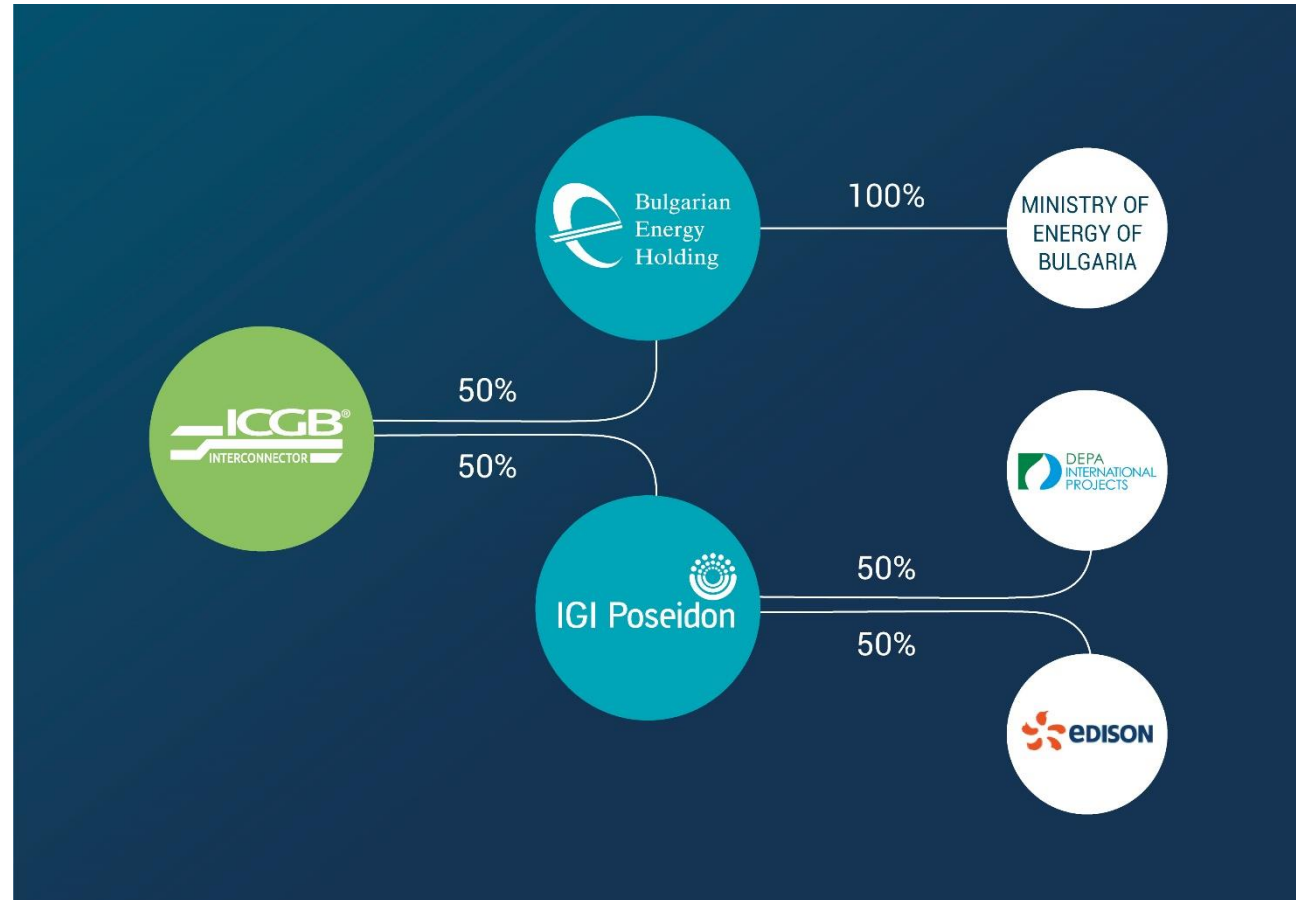 Bulgarian
Energy
Holding
100%
MINISTRY OF
ENERGY OF
BULGARIA
50%
ICGB®
INTERCONNECTOR
50%
DEPA
INTERNATIONAL
PROJECTS
IGI Poseidon
50%
50%
eDISON